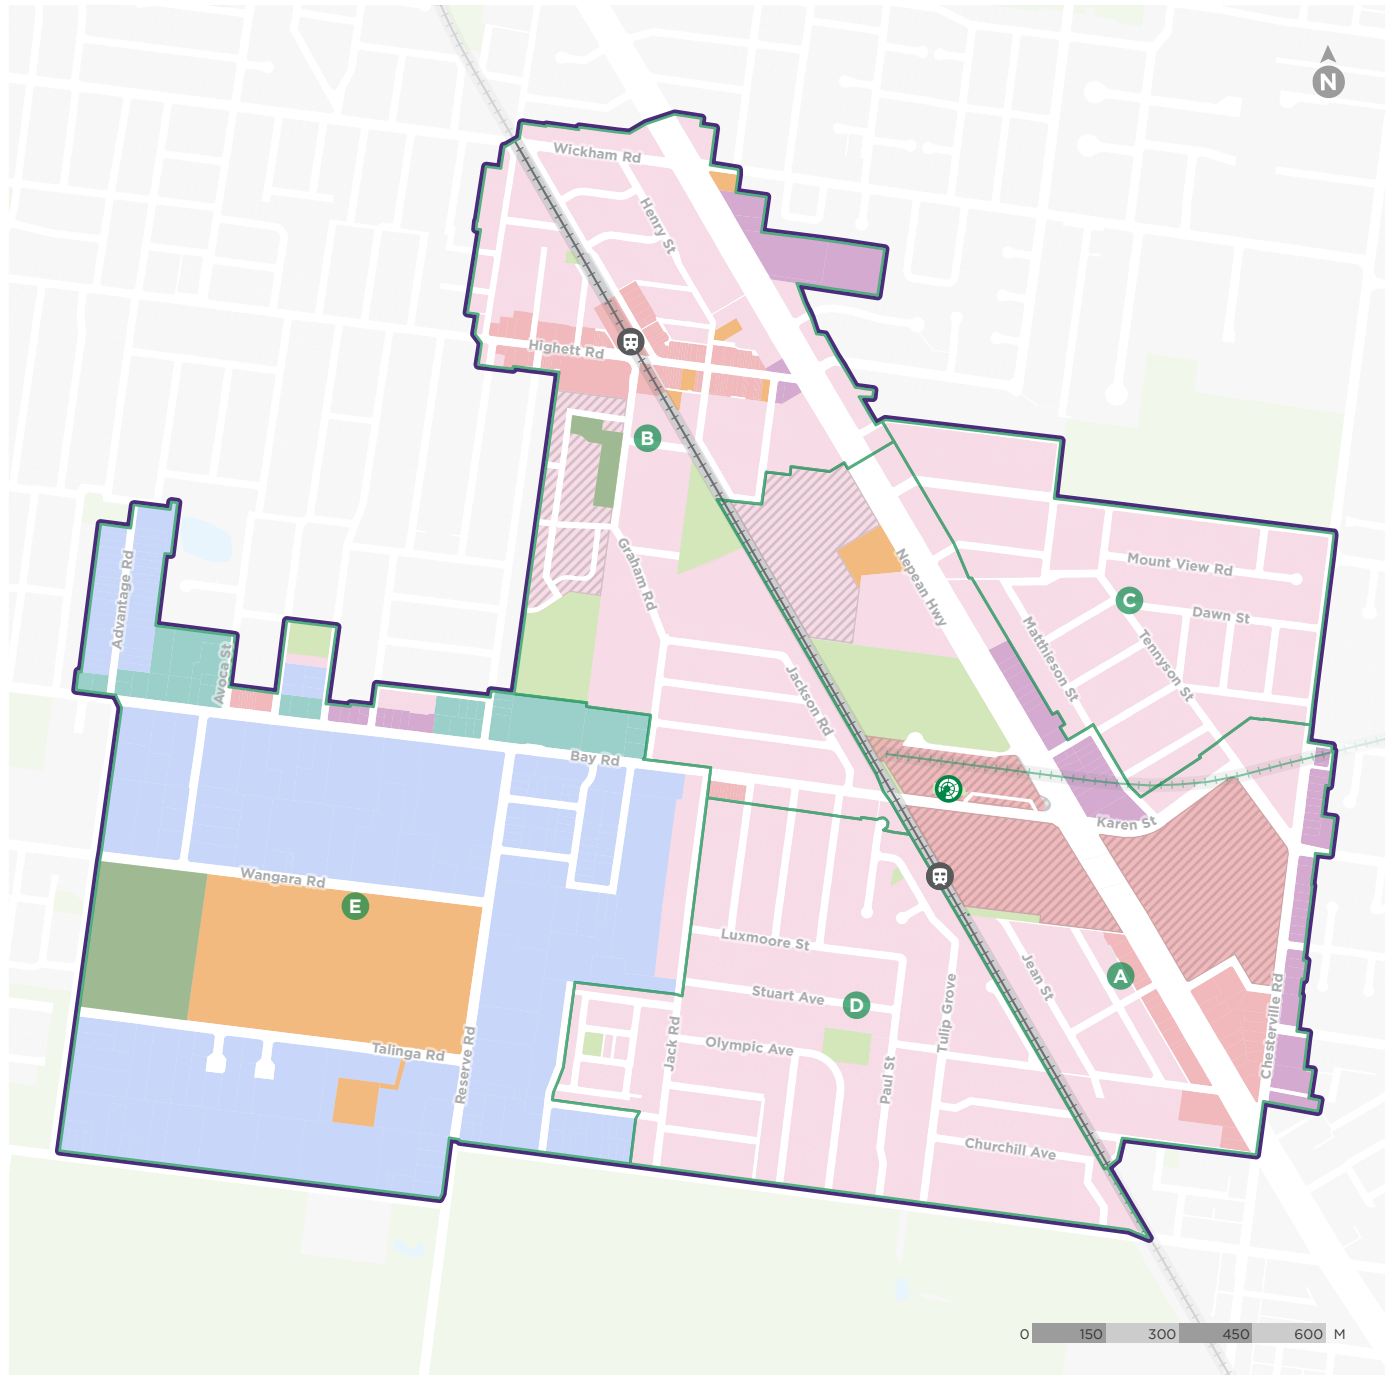 N
Wickham Rd
Henry St
Highett Rd
B
Graham Rd
Nepean Hwy
Mount View Rd
C
Dawn St
Advantage Rd
Avoca St
Matthieson St
Tennyson St
Jackson Rd
Bay Rd
Karen St
Wangara Rd
E
Luxmoore St
Jean St
A
Stuart Ave
D
Tulip Grove
Chesterville Rd
Talinga Rd
Reserve Rd
Jack Rd
Olympic Ave
Paul St
Churchill Ave
0 150 300 450 600 M